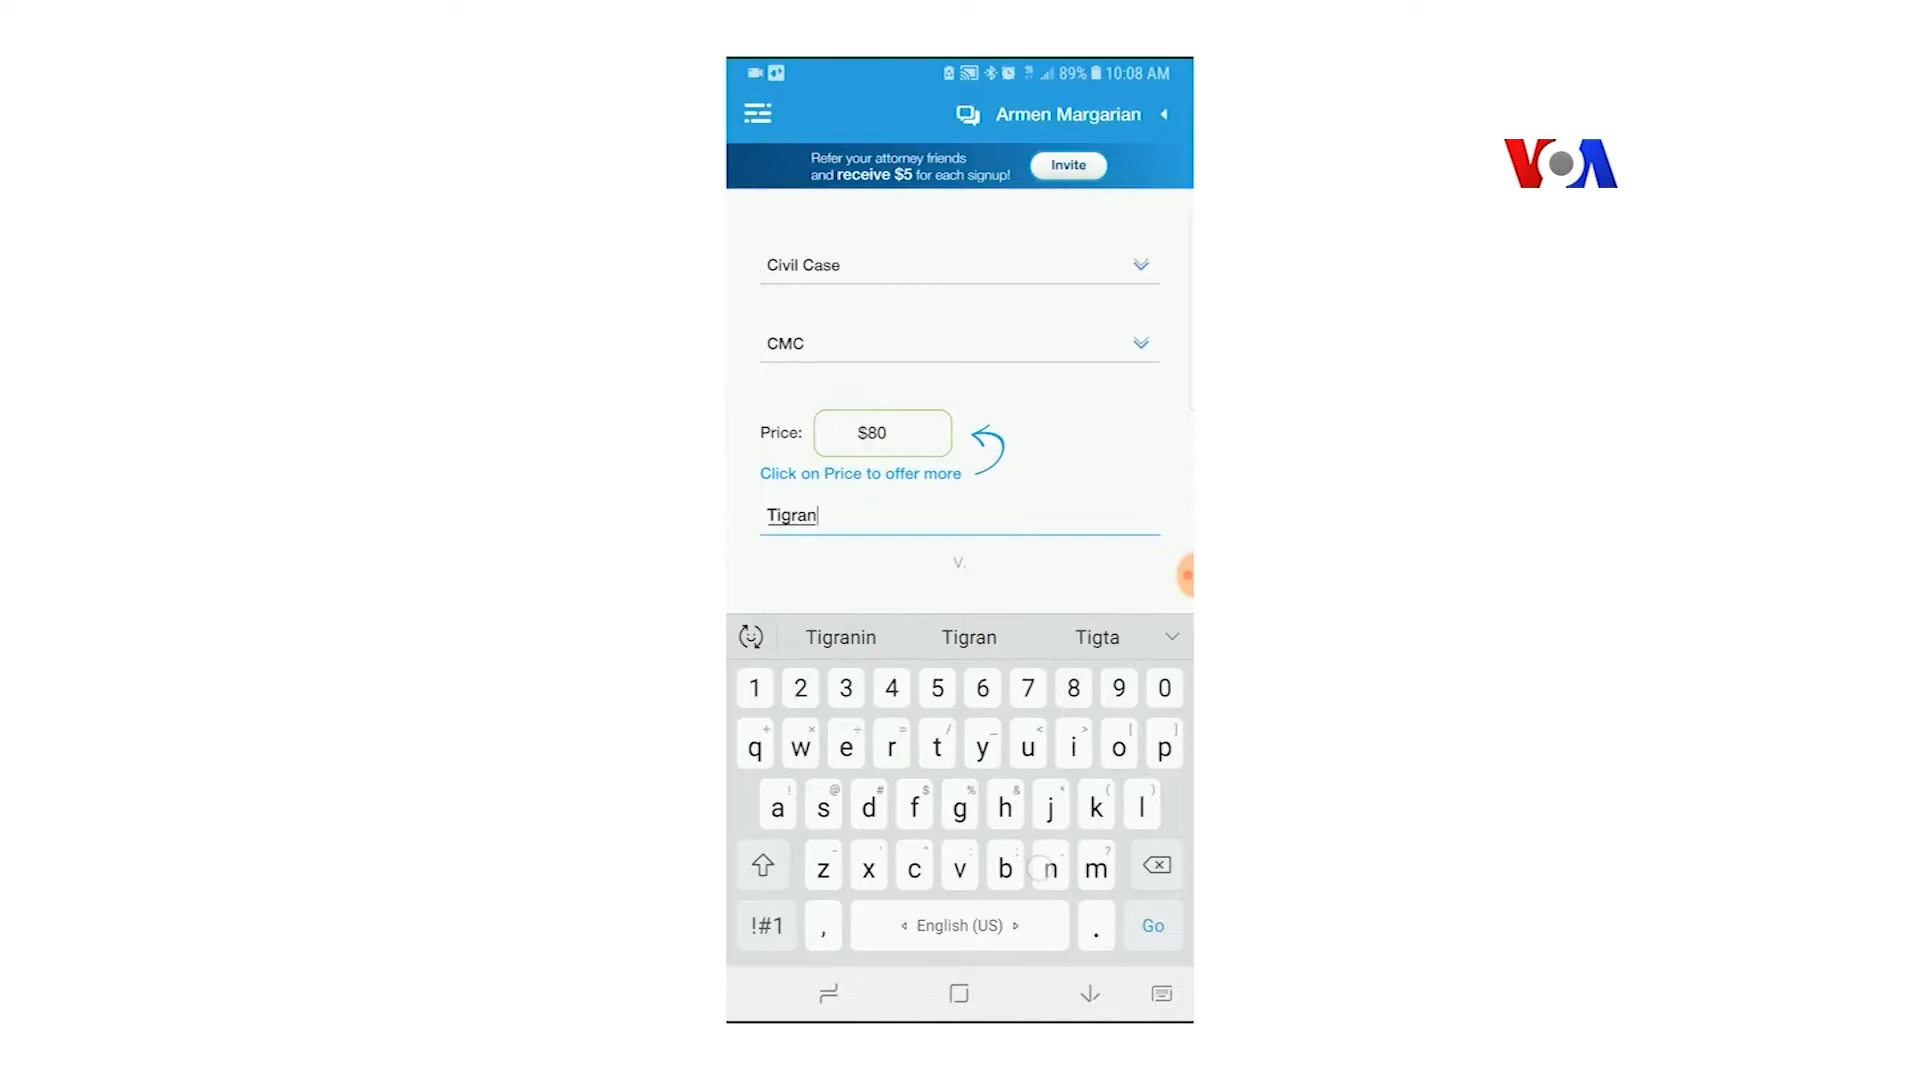 89% 10:08 AM
Armen Margarian
Refer your attorney friends
and receive $5 for each signup!
Invite
VOA
Civil Case
CMC
Price: $80
Click on Price to offer more
Tigran
v.
Tigranin Tigran Tigta
1 2 3 4 5 6 7 8 9 0
q w e r t y u i o p
a s d f g h j k l
z x c v b n m
!#1 , English (US) . Go